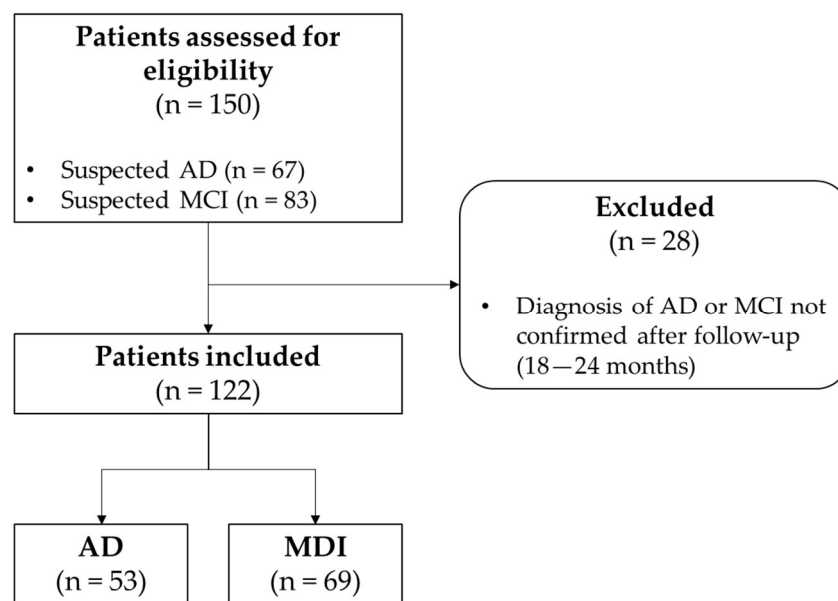 Patients assessed for
eligibility
(n = 150)
• Suspected AD (n = 67)
• Suspected MCI (n = 83)
Excluded
(n = 28)
• Diagnosis of AD or MCI not
confirmed after follow-up
(18—24 months)
Patients included
(n = 122)
AD
(n = 53)
MDI
(n = 69)